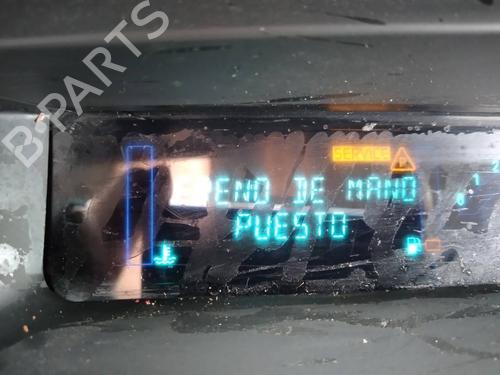 B-PARTS
SERVICE
FRENO DE MANO
PUESTO